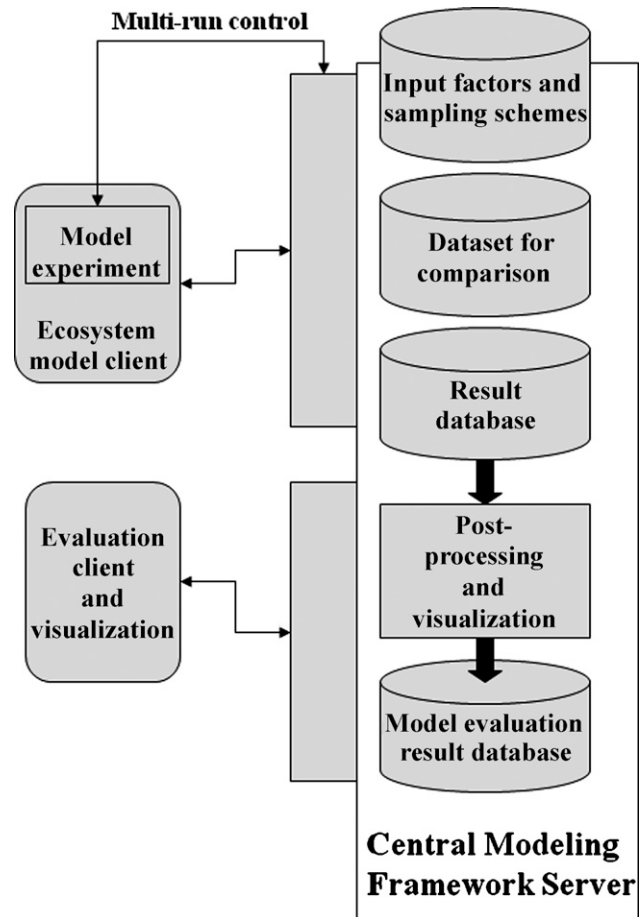 Multi-run control
Input factors and
sampling schemes
Model
experiment
Ecosystem
model client
Dataset for
comparison
Result
database
Evaluation
client
and
visualization
Post-
processing
and
visualization
Model evaluation
result database
Central Modeling
Framework Server